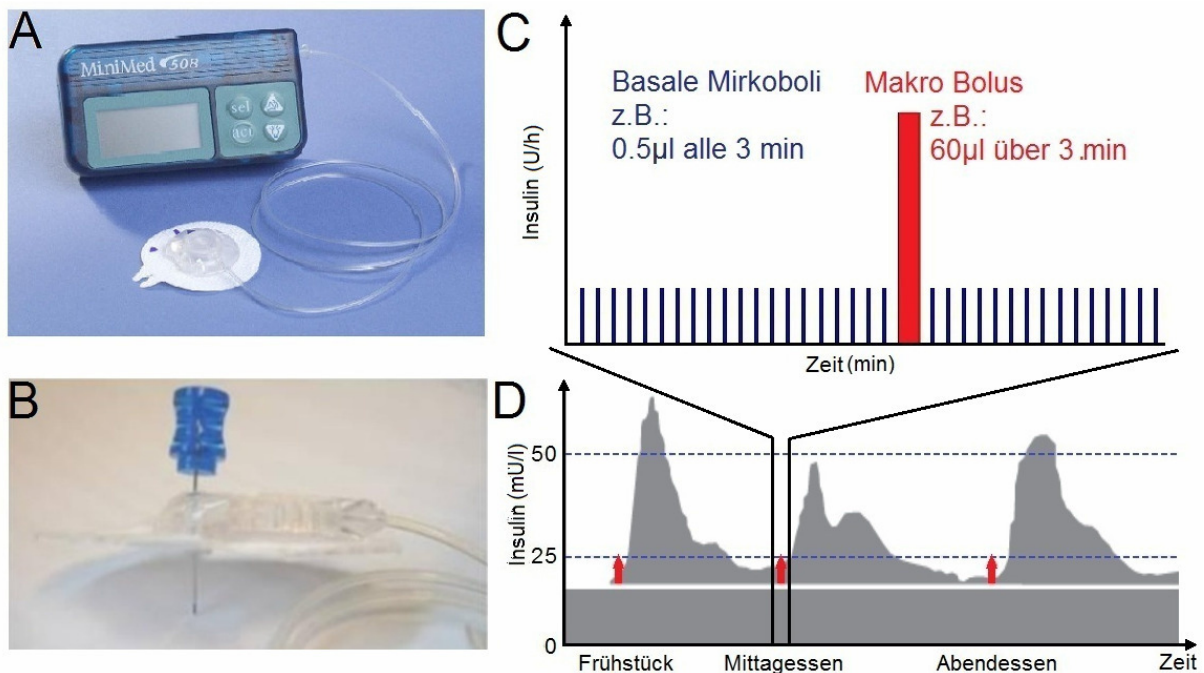 A
MiniMed 508
sel
act
B
C
Insulin (U/h)
Basale Mirkoboli
z.B.:
0.5µl alle 3 min
Makro Bolus
z.B.:
60µl über 3.min
Zeit (min)
D
Insulin (mU/l)
50
25
0
Frühstück
Mittagessen
Abendessen
Zeit